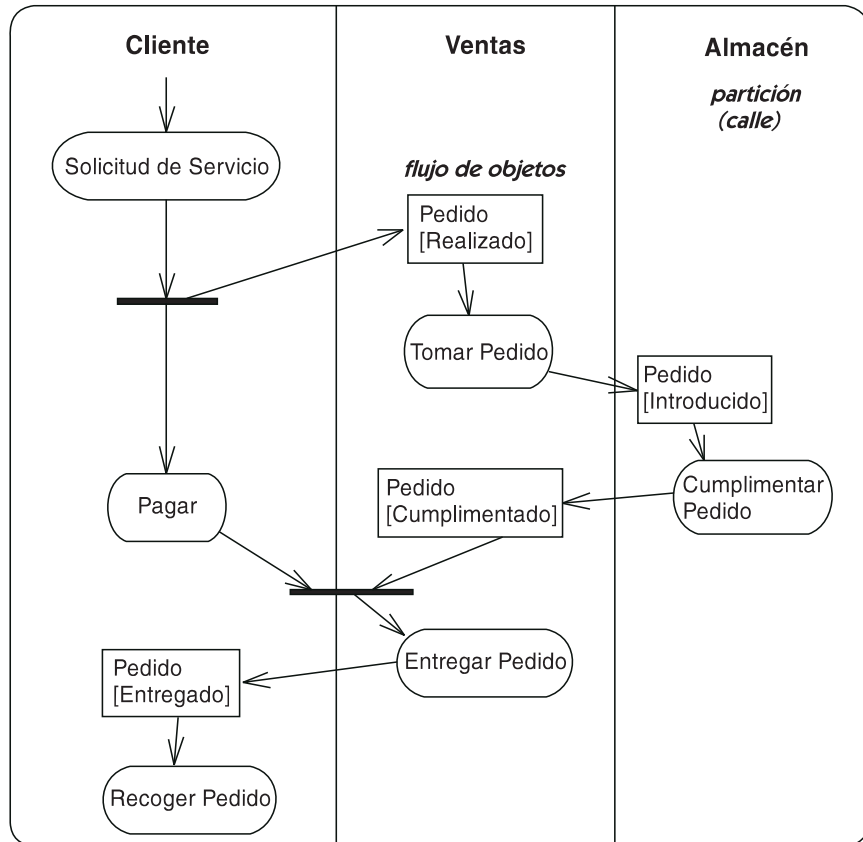 Cliente
Ventas
Almacén
partición
(calle)
Solicitud de Servicio
flujo de objetos
Pedido
[Realizado]
Tomar Pedido
Pedido
[Introducido]
Pagar
Pedido
[Cumplimentado]
Cumplimentar
Pedido
Entregar Pedido
Pedido
[Entregado]
Recoger Pedido